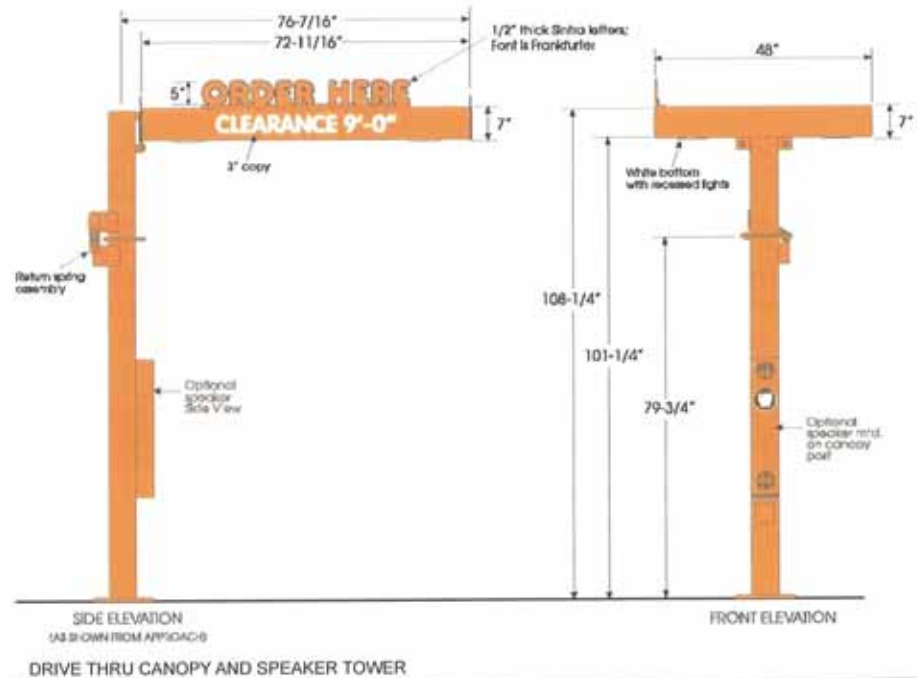 76-7/16"
72-11/16"
1/2" thick Sintra letters;
Font is Frankfurter
48"
5"
ORDER HERE
CLEARANCE 9'-0"
7"
7"
3" copy
White bottom
with recessed lights
Return spring
assembly
108-1/4"
101-1/4"
79-3/4"
Optional
speaker
Side View
Optional
speaker mtd.
on canopy
post
SIDE ELEVATION
(AS SHOWN FROM APPROACH)
FRONT ELEVATION
DRIVE THRU CANOPY AND SPEAKER TOWER